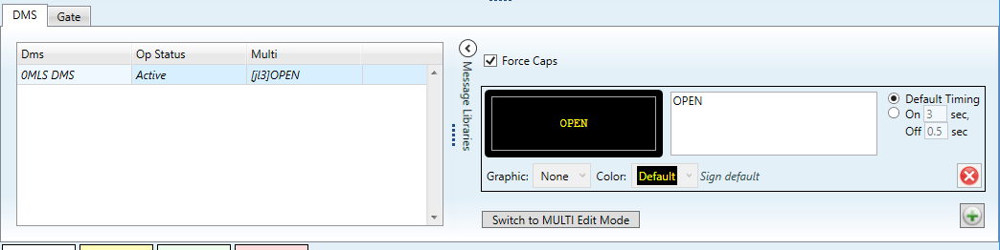 DMS Gate
Dms Op Status Multi
0MLS DMS Active [jl3]OPEN
Message Libraries
Force Caps
OPEN
OPEN
Default Timing
On 3 sec,
Off 0.5 sec
Graphic: None Color: Default Sign default
Switch to MULTI Edit Mode